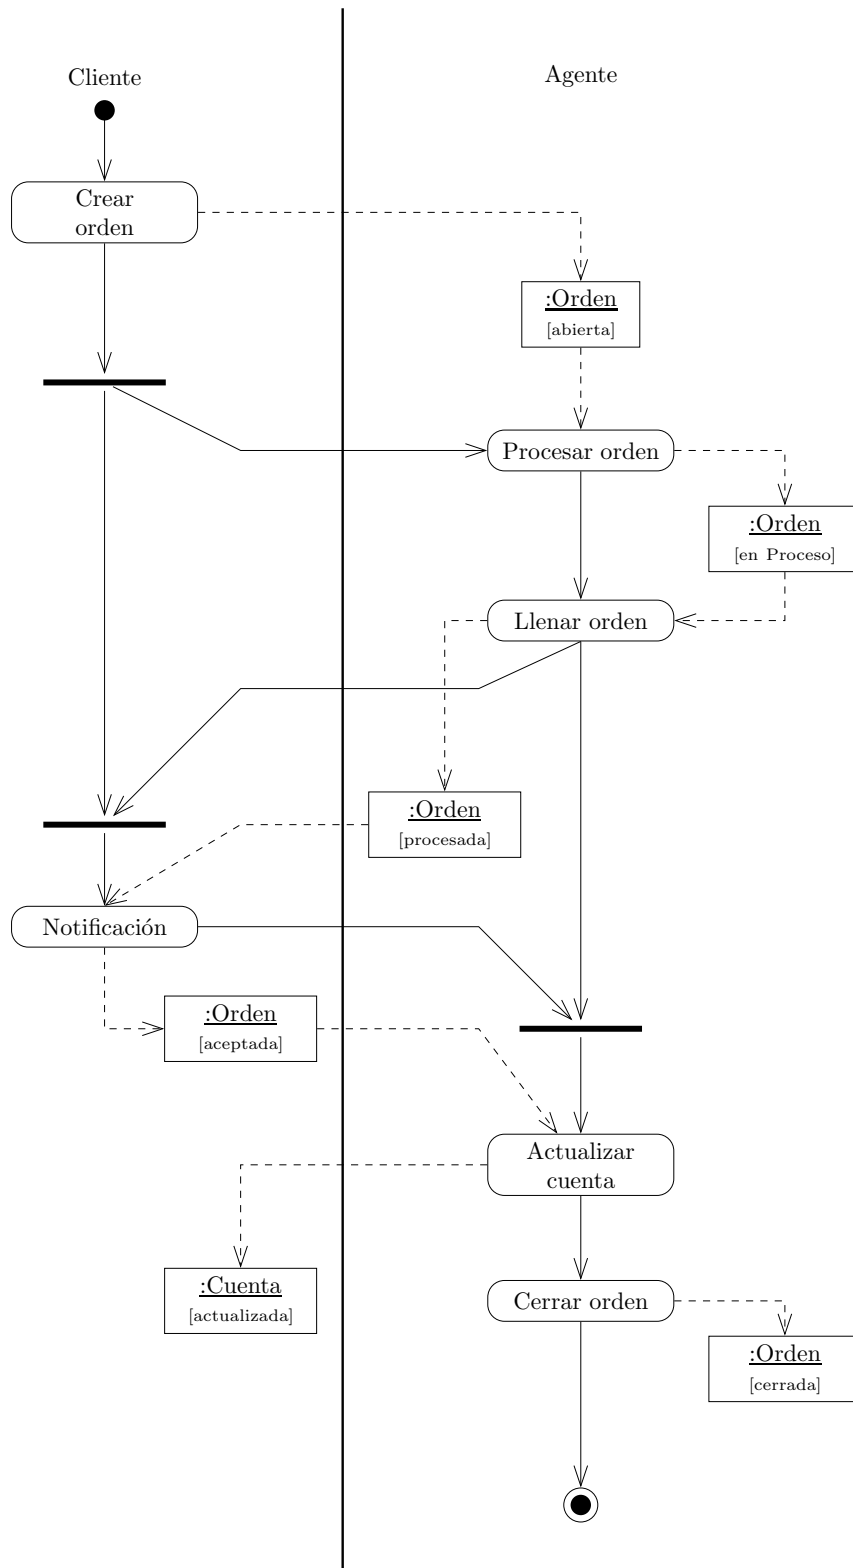 Cliente
Agente
Crear
orden
:Orden
[abierta]
Procesar orden
:Orden
[en Proceso]
Llenar orden
:Orden
[procesada]
Notificación
:Orden
[aceptada]
Actualizar
cuenta
:Cuenta
[actualizada]
Cerrar orden
:Orden
[cerrada]